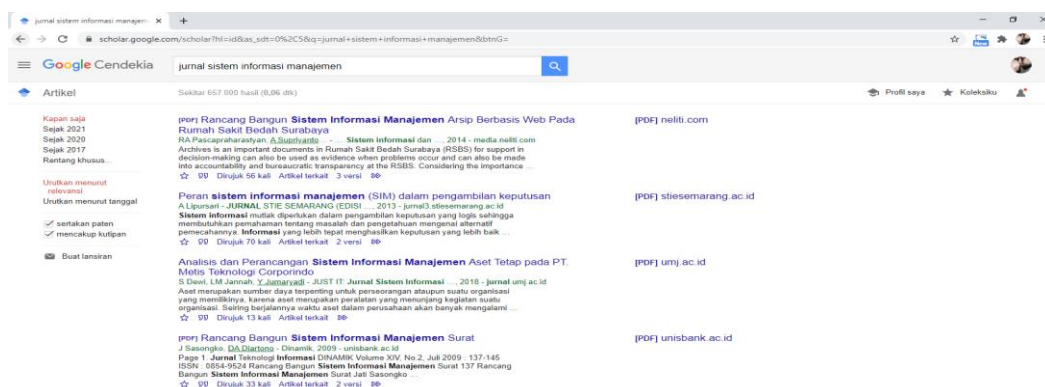 jurnal sistem informasi manajem
scholar.google.com/scholar?hl=id&as_sdt=0%2C5&q=jurnal+sistem+informasi+manajemen&btnG=
New
Google Cendekia
jurnal sistem informasi manajemen
Artikel
Sekitar 657 000 hasil (0,06 dtk)
Profil saya
Koleksiku
Kapan saja
Sejak 2021
Sejak 2020
Sejak 2017
Rentang khusus...
Urutkan menurut
relevansi
Urutkan menurut tanggal
sertakan paten
mencakup kutipan
Buat lansiran
[PDF] Rancang Bangun Sistem Informasi Manajemen Arsip Berbasis Web Pada
Rumah Sakit Bedah Surabaya
RA Pascapraharastyan, A Supriyanto... - ... Sistem informasi dan ..., 2014 - media.neliti.com
Archives is an important documents in Rumah Sakit Bedah Surabaya (RSBS) for support in
decision-making can also be used as evidence when problems occur and can also be made
into accountability and bureaucratic transparency at the RSBS. Considering the importance ...
Dirujuk 56 kali Artikel terkait 3 versi
[PDF] neliti.com
Peran sistem informasi manajemen (SIM) dalam pengambilan keputusan
A Lipursari - JURNAL STIE SEMARANG (EDISI ..., 2013 - jurnal3.stiesemarang.ac.id
Sistem informasi mutlak diperlukan dalam pengambilan keputusan yang logis sehingga
membutuhkan pemahaman tentang masalah dan pengetahuan mengenai alternatif
pemecahannya. Informasi yang lebih tepat menghasilkan keputusan yang lebih baik ...
Dirujuk 70 kali Artikel terkait 2 versi
[PDF] stiesemarang.ac.id
Analisis dan Perancangan Sistem Informasi Manajemen Aset Tetap pada PT.
Metis Teknologi Corporindo
S Dewi, LM Jannah, Y Jumaryadi - JUST IT: Jurnal Sistem Informasi ..., 2018 - jurnal.umj.ac.id
Aset merupakan sumber daya terpenting untuk perseorangan ataupun suatu organisasi
yang memilikinya, karena aset merupakan peralatan yang menunjang kegiatan suatu
organisasi. Seiring berjalannya waktu aset dalam perusahaan akan banyak mengalami ...
Dirujuk 13 kali Artikel terkait
[PDF] umj.ac.id
[PDF] Rancang Bangun Sistem Informasi Manajemen Surat
J Sasongko, DA Diartono - Dinamik, 2009 - unisbank.ac.id
Page 1. Jurnal Teknologi Informasi DINAMIK Volume XIV, No.2, Juli 2009 : 137-145
ISSN : 0854-9524 Rancang Bangun Sistem Informasi Manajemen Surat 137 Rancang
Bangun Sistem Informasi Manajemen Surat Jati Sasongko ...
Dirujuk 33 kali Artikel terkait 2 versi
[PDF] unisbank.ac.id